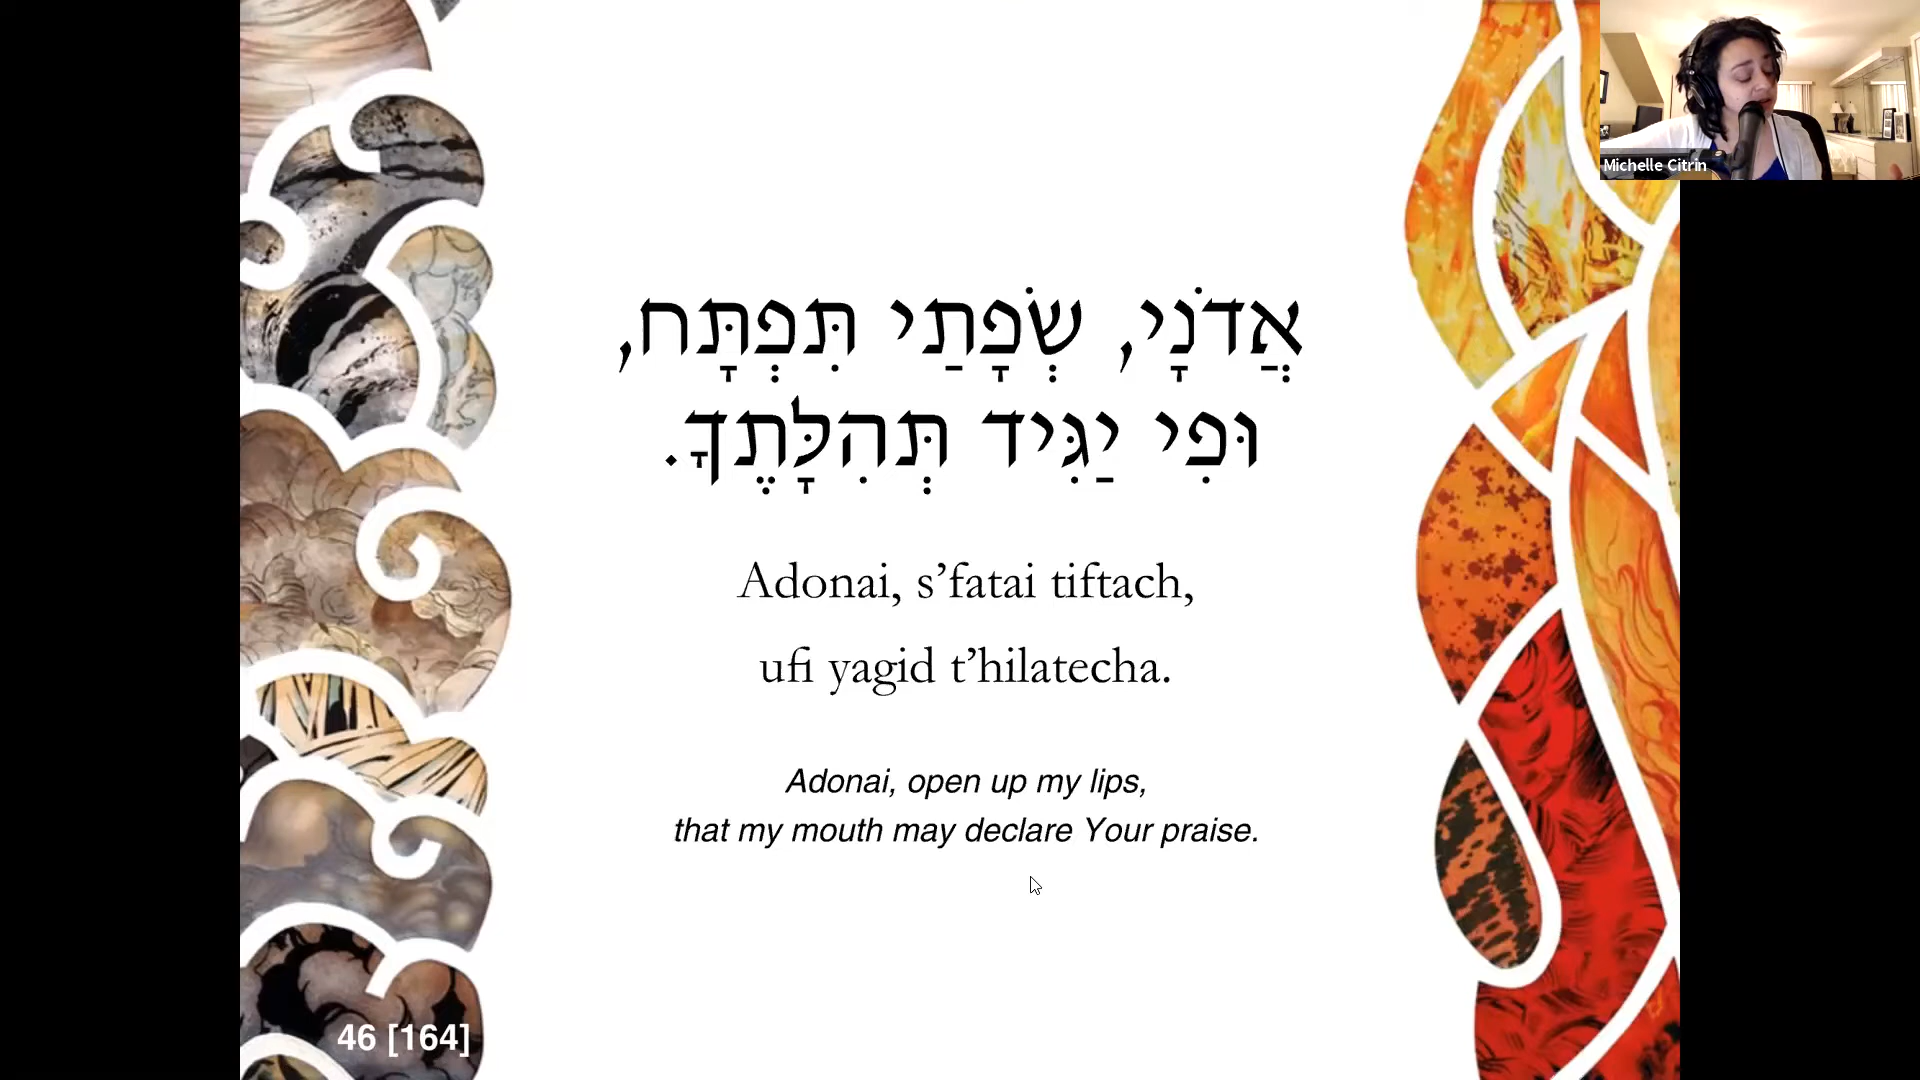 Michelle Citrin
אֲדֹנָי, שְׂפָתַי תִּפְתָּח,
וּפִי יַגִּיד תְּהִלָּתֶךָ.
Adonai, s’fatai tiftach,
ufi yagid t’hilatecha.
Adonai, open up my lips,
that my mouth may declare Your praise.
46 [164]